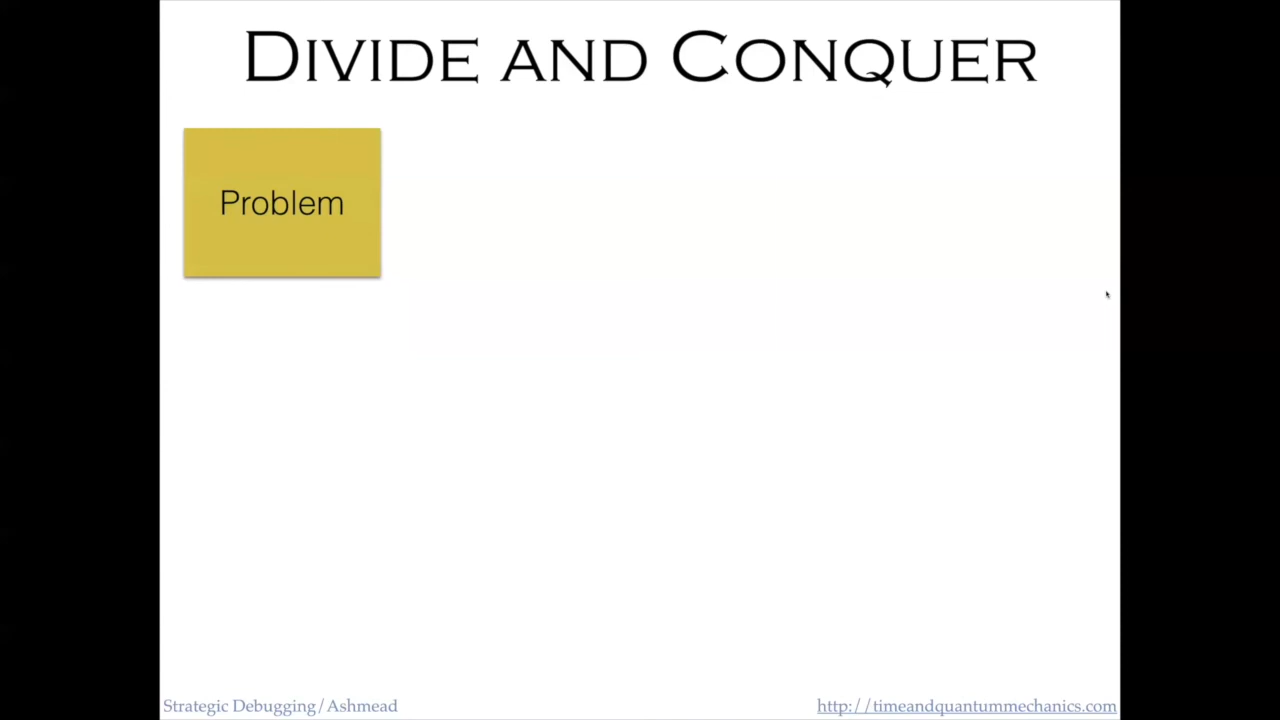 Divide and Conquer
Problem
Strategic Debugging/Ashmead
http://timeandquantummechanics.com